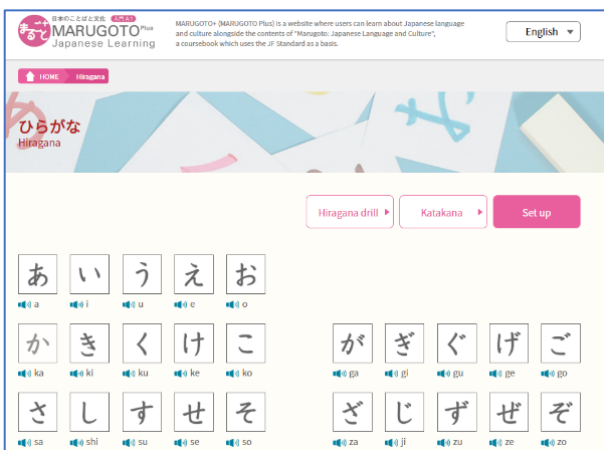 まるごと+
日本のことばと文化 入門 A1
MARUGOTO Plus
Japanese Learning
MARUGOTO+ (MARUGOTO Plus) is a website where users can learn about Japanese language
and culture alongside the contents of "Marugoto: Japanese Language and Culture",
a coursebook which uses the JF Standard as a basis.
English
HOME Hiragana
ひらがな
Hiragana
Hiragana drill Katakana Set up
あ い う え お
a i u e o
か き く け こ が ぎ ぐ げ ご
ka ki ku ke ko ga gi gu ge go
さ し す せ そ ざ じ ず ぜ ぞ
sa shi su se so za ji zu ze zo